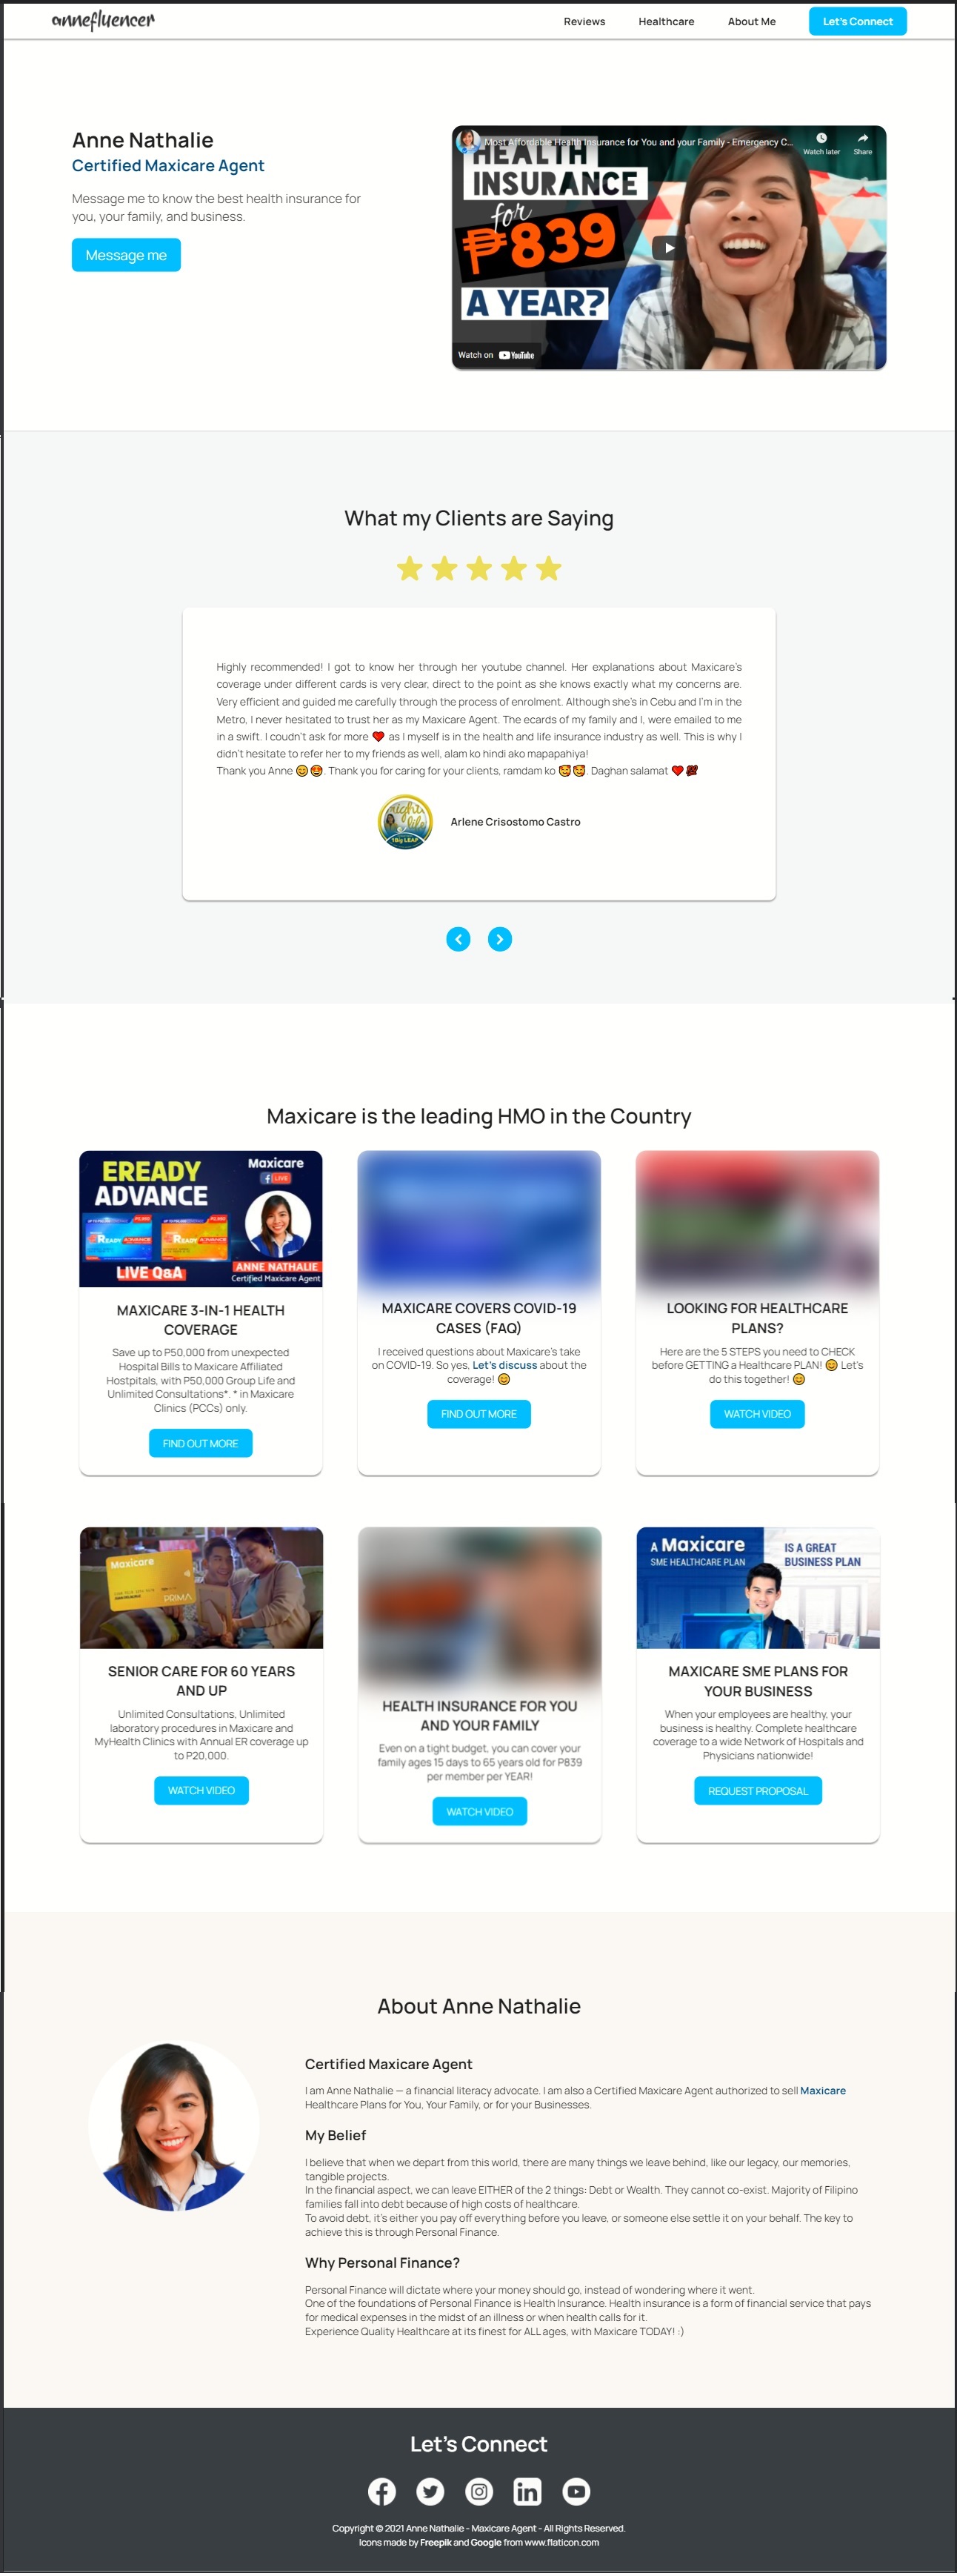 annefluencer
Reviews
Healthcare
About Me
Let's Connect
Anne Nathalie
Certified Maxicare Agent
Message me to know the best health insurance for
you, your family, and business.
Message me
Most Affordable Health Insurance for You and your Family - Emergency C...
Watch later
Share
HEALTH
INSURANCE
for
₱839
A YEAR?
Watch on YouTube
What my Clients are Saying
Highly recommended! I got to know her through her youtube channel. Her explanations about Maxicare's
coverage under different cards is very clear, direct to the point as she knows exactly what my concerns are.
Very efficient and guided me carefully through the process of enrolment. Although she's in Cebu and I'm in the
Metro, I never hesitated to trust her as my Maxicare Agent. The ecards of my family and I, were emailed to me
in a swift. I coudn't ask for more ❤️ as I myself is in the health and life insurance industry as well. This is why I
didn't hesitate to refer her to my friends as well, alam ko hindi ako mapapahiya!
Thank you Anne 😊🤩. Thank you for caring for your clients, ramdam ko 🥰🥰. Daghan salamat ❤️💯
right
life
1Big LEAP
Arlene Crisostomo Castro
Maxicare is the leading HMO in the Country
EREADY
ADVANCE
Maxicare
LIVE
READY ADVANCE
READY ADVANCE
LIVE Q&A
ANNE NATHALIE
Certified Maxicare Agent
MAXICARE 3-IN-1 HEALTH
COVERAGE
Save up to P50,000 from unexpected
Hospital Bills to Maxicare Affiliated
Hostpitals, with P50,000 Group Life and
Unlimited Consultations*. * in Maxicare
Clinics (PCCs) only.
FIND OUT MORE
MAXICARE COVERS COVID-19
CASES (FAQ)
I received questions about Maxicare's take
on COVID-19. So yes, Let's discuss about the
coverage! 😊
FIND OUT MORE
LOOKING FOR HEALTHCARE
PLANS?
Here are the 5 STEPS you need to CHECK
before GETTING a Healthcare PLAN! 😊 Let's
do this together! 😊
WATCH VIDEO
Maxicare
PRIMA
SENIOR CARE FOR 60 YEARS
AND UP
Unlimited Consultations, Unlimited
laboratory procedures in Maxicare and
MyHealth Clinics with Annual ER coverage up
to P20,000.
WATCH VIDEO
HEALTH INSURANCE FOR YOU
AND YOUR FAMILY
Even on a tight budget, you can cover your
family ages 15 days to 65 years old for P839
per member per YEAR!
WATCH VIDEO
A Maxicare
SME HEALTHCARE PLAN
IS A GREAT
BUSINESS PLAN
MAXICARE SME PLANS FOR
YOUR BUSINESS
When your employees are healthy, your
business is healthy. Complete healthcare
coverage to a wide Network of Hospitals and
Physicians nationwide!
REQUEST PROPOSAL
About Anne Nathalie
Certified Maxicare Agent
I am Anne Nathalie — a financial literacy advocate. I am also a Certified Maxicare Agent authorized to sell Maxicare
Healthcare Plans for You, Your Family, or for your Businesses.
My Belief
I believe that when we depart from this world, there are many things we leave behind, like our legacy, our memories,
tangible projects.
In the financial aspect, we can leave EITHER of the 2 things: Debt or Wealth. They cannot co-exist. Majority of Filipino
families fall into debt because of high costs of healthcare.
To avoid debt, it's either you pay off everything before you leave, or someone else settle it on your behalf. The key to
achieve this is through Personal Finance.
Why Personal Finance?
Personal Finance will dictate where your money should go, instead of wondering where it went.
One of the foundations of Personal Finance is Health Insurance. Health insurance is a form of financial service that pays
for medical expenses in the midst of an illness or when health calls for it.
Experience Quality Healthcare at its finest for ALL ages, with Maxicare TODAY! :)
Let's Connect
Copyright © 2021 Anne Nathalie - Maxicare Agent - All Rights Reserved.
Icons made by Freepik and Google from www.flaticon.com